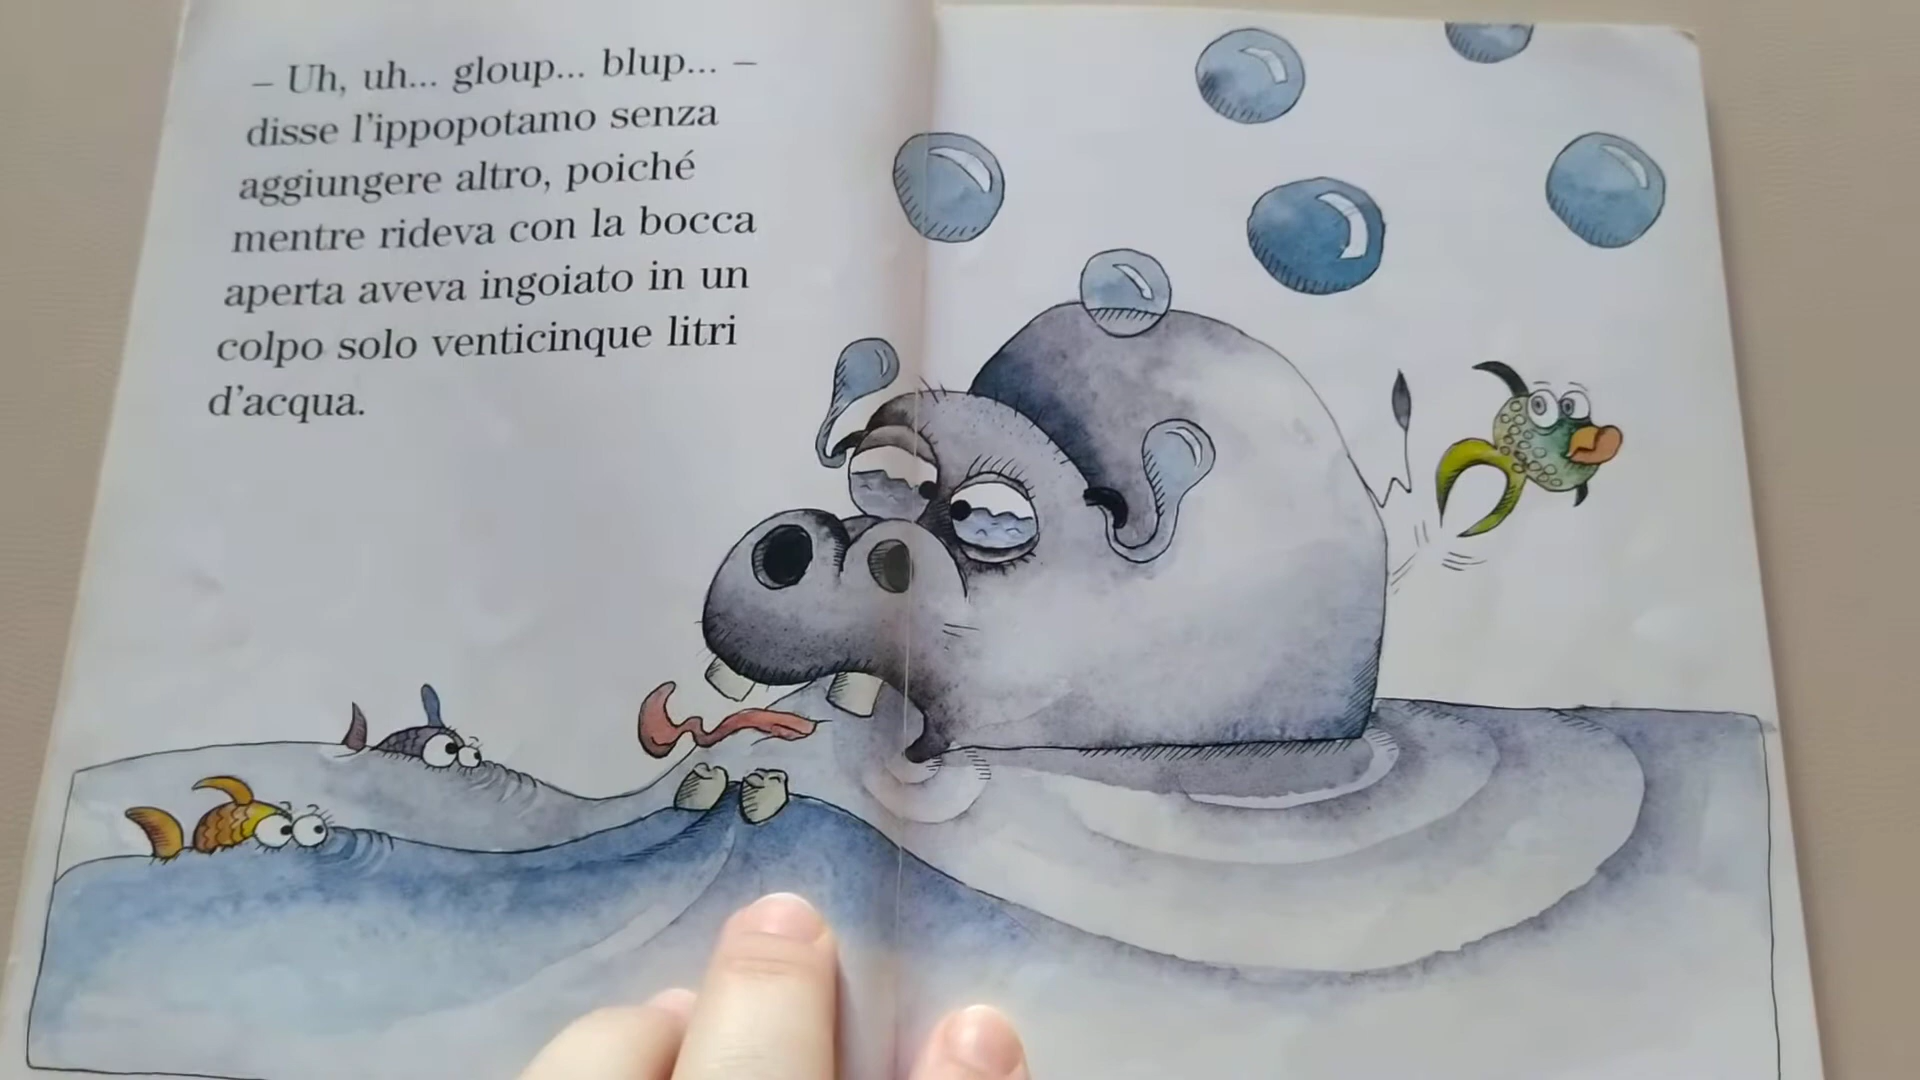 – Uh, uh... gloup... blup... –
disse l'ippopotamo senza
aggiungere altro, poiché
mentre rideva con la bocca
aperta aveva ingoiato in un
colpo solo venticinque litri
d'acqua.